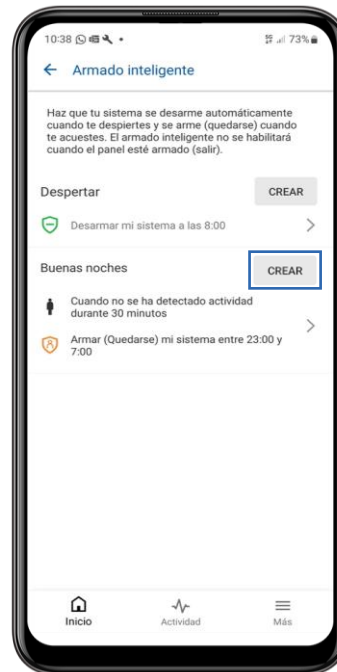 10:38 73%
Armado inteligente
Haz que tu sistema se desarme automáticamente
cuando te despiertes y se arme (quedarse) cuando
te acuestes. El armado inteligente no se habilitará
cuando el panel esté armado (salir).
Despertar CREAR
Desarmar mi sistema a las 8:00
Buenas noches CREAR
Cuando no se ha detectado actividad
durante 30 minutos
Armar (Quedarse) mi sistema entre 23:00 y
7:00
Inicio Actividad Más